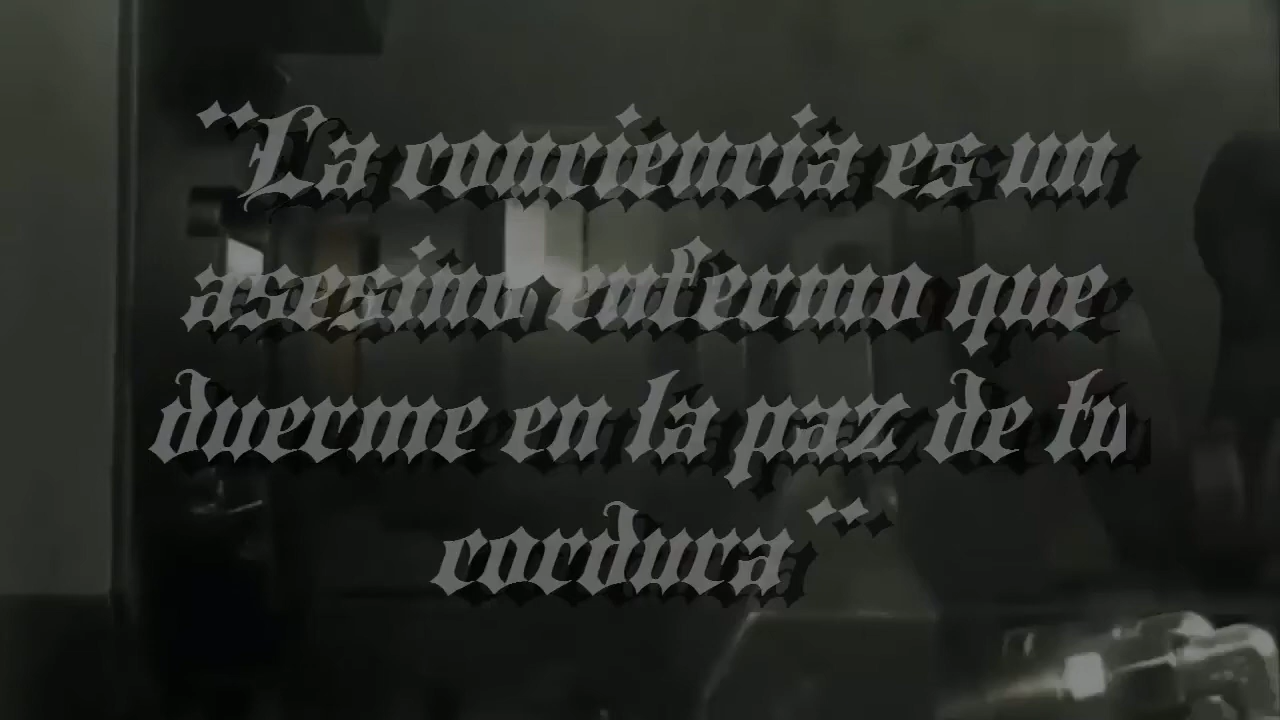 ¨La conciencia es un
asesino enfermo que
duerme en la paz de tu
cordura¨